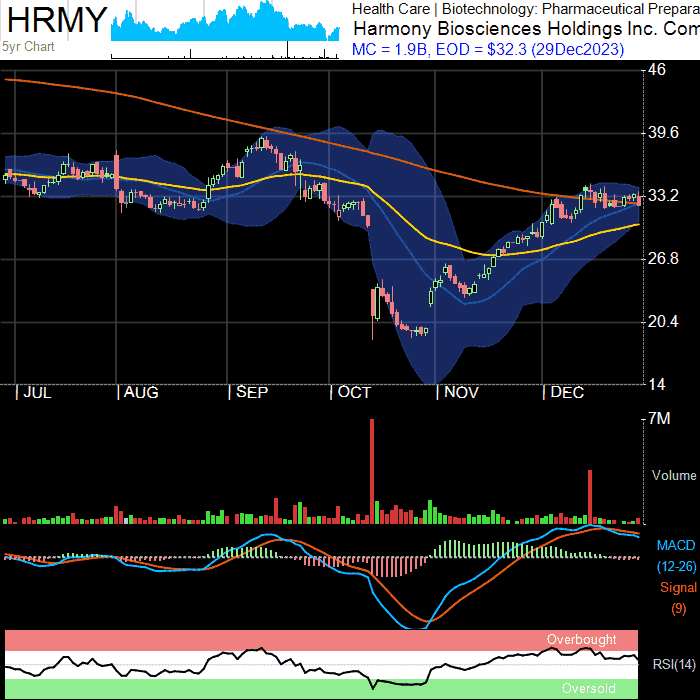 HRMY
5yr Chart
Health Care | Biotechnology: Pharmaceutical Prepara
Harmony Biosciences Holdings Inc. Com
MC = 1.9B, EOD = $32.3 (29Dec2023)
46
39.6
33.2
26.8
20.4
14
| JUL | AUG | SEP | OCT | NOV | DEC
7M
Volume
MACD
(12-26)
Signal
(9)
Overbought
RSI(14)
Oversold